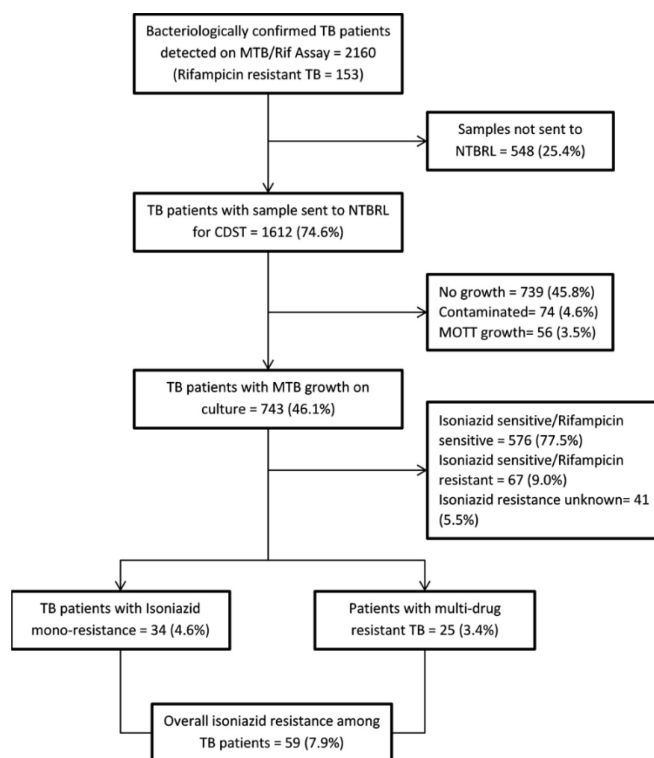 Bacteriologically confirmed TB patients
detected on MTB/Rif Assay = 2160
(Rifampicin resistant TB = 153)
Samples not sent to
NTBRL = 548 (25.4%)
TB patients with sample sent to NTBRL
for CDST = 1612 (74.6%)
No growth = 739 (45.8%)
Contaminated= 74 (4.6%)
MOTT growth= 56 (3.5%)
TB patients with MTB growth on
culture = 743 (46.1%)
Isoniazid sensitive/Rifampicin
sensitive = 576 (77.5%)
Isoniazid sensitive/Rifampicin
resistant = 67 (9.0%)
Isoniazid resistance unknown= 41
(5.5%)
TB patients with Isoniazid
mono-resistance = 34 (4.6%)
Patients with multi-drug
resistant TB = 25 (3.4%)
Overall isoniazid resistance among
TB patients = 59 (7.9%)